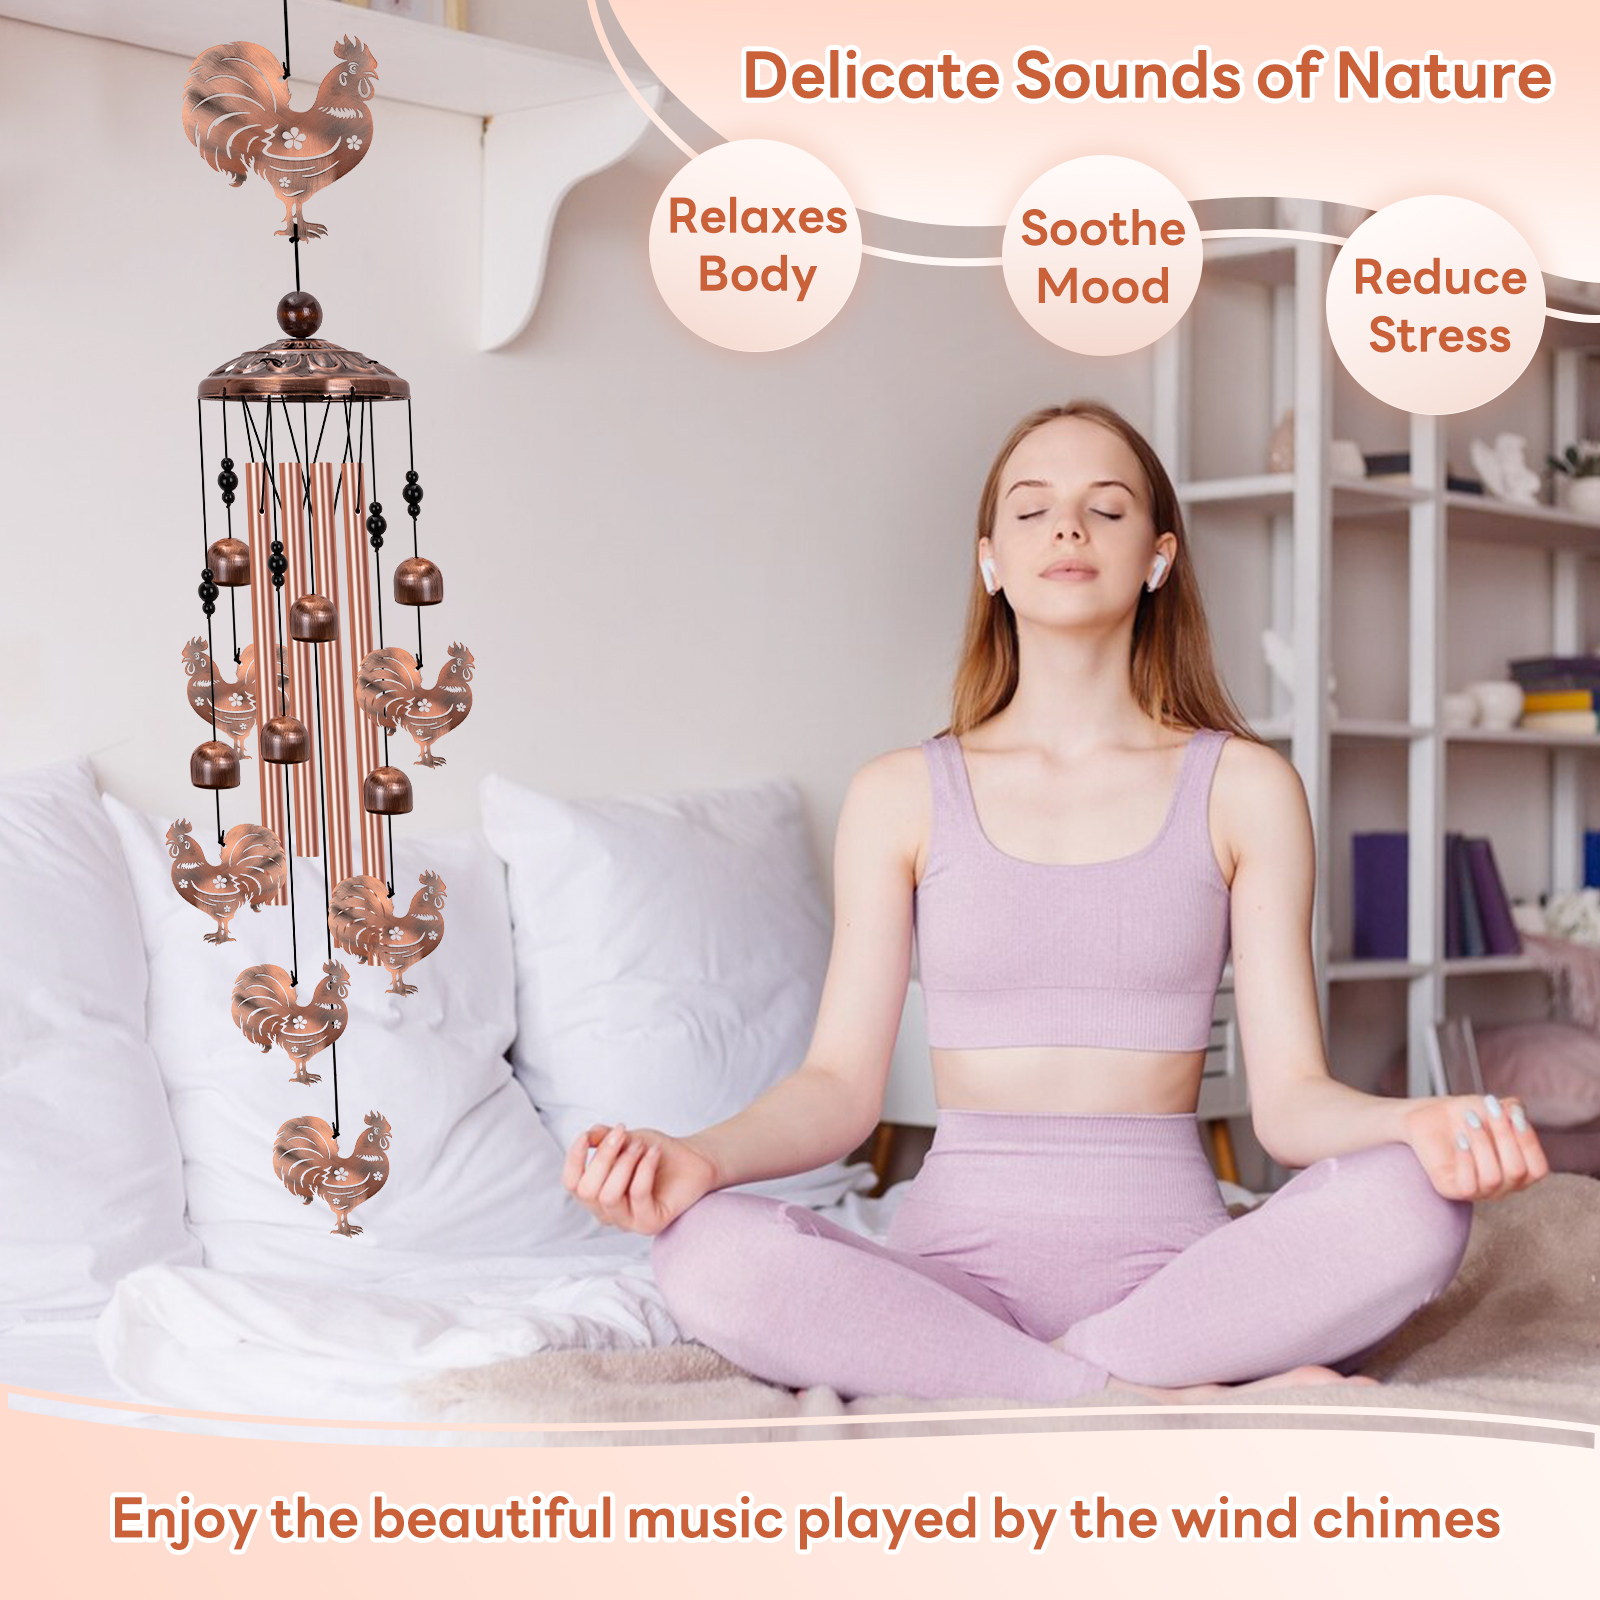 Delicate Sounds of Nature
Relaxes
Body
Soothe
Mood
Reduce
Stress
Enjoy the beautiful music played by the wind chimes